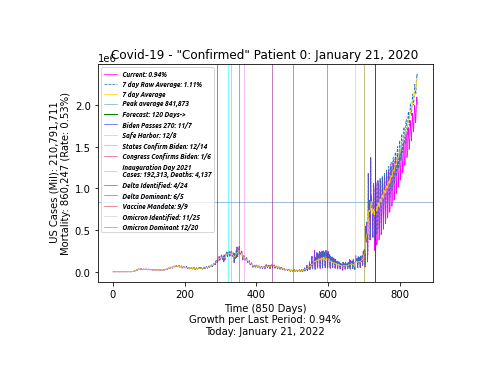 Covid-19 - "Confirmed" Patient 0: January 21, 2020
1e6
Current: 0.94%
7 day Raw Average: 1.11%
7 day Average
Peak average 841,873
Forecast: 120 Days->
Biden Passes 270: 11/7
Safe Harbor: 12/8
States Confirm Biden: 12/14
Congress Confirms Biden: 1/6
Inauguration Day 2021
Cases: 192,313, Deaths: 4,137
Delta Identified: 4/24
Delta Dominant: 6/5
Vaccine Mandate: 9/9
Omicron Identified: 11/25
Omicron Dominant 12/20
2.0
1.5
1.0
0.5
0.0
US Cases (Mil): 210,791,711
Mortality: 860,247 (Rate: 0.53%)
0 200 400 600 800
Time (850 Days)
Growth per Last Period: 0.94%
Today: January 21, 2022